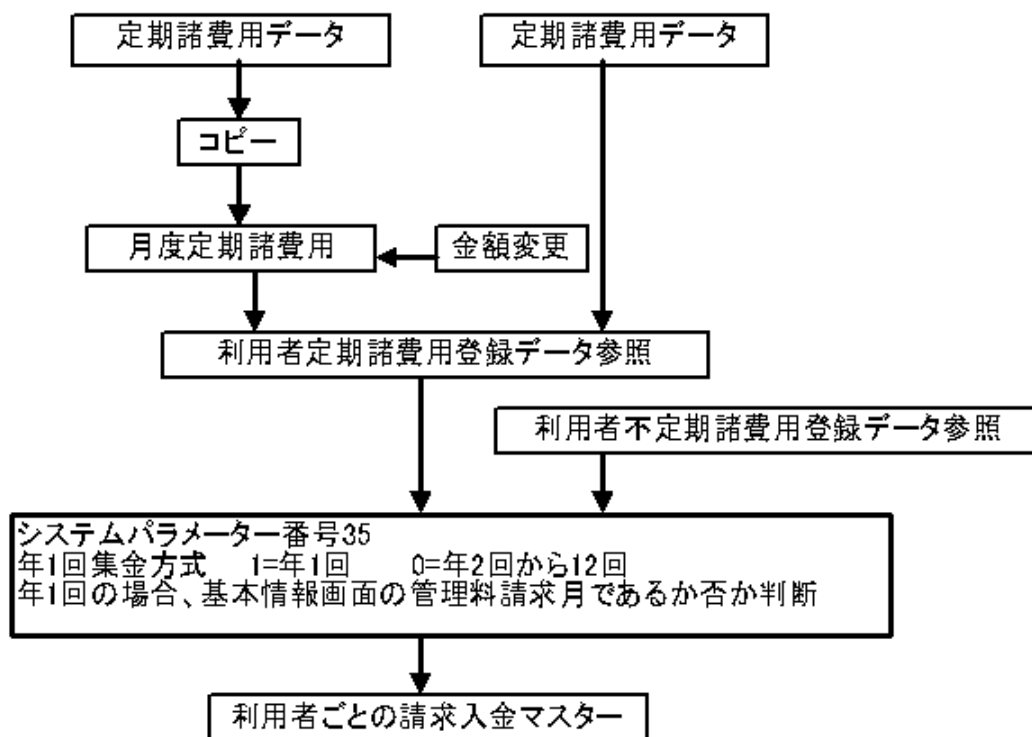 定期諸費用データ
定期諸費用データ
コピー
月度定期諸費用
金額変更
利用者定期諸費用登録データ参照
利用者不定期諸費用登録データ参照
システムパラメーター番号35
年1回集金方式　1=年1回　　0=年2回から12回
年1回の場合、基本情報画面の管理料請求月であるか否か判断
利用者ごとの請求入金マスター